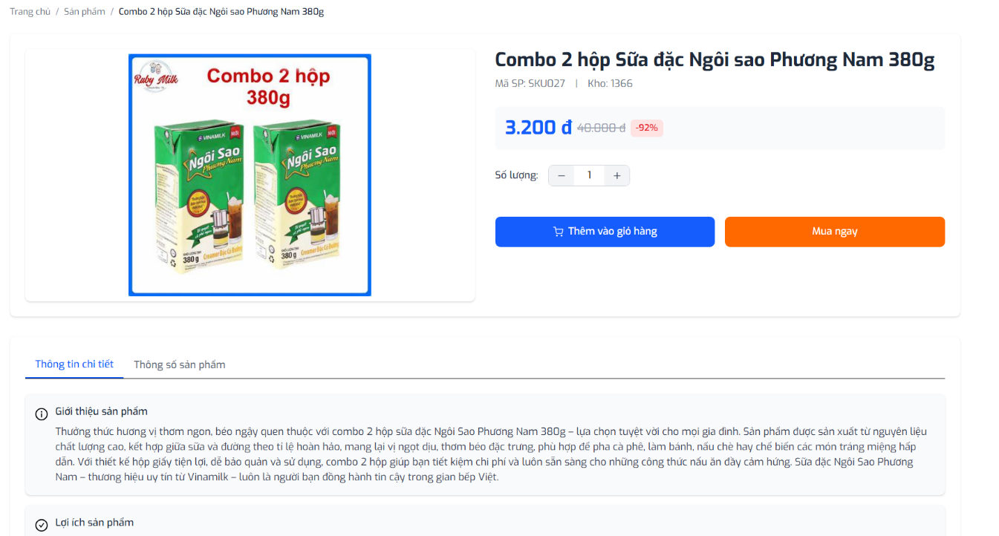 Trang chủ / Sản phẩm / Combo 2 hộp Sữa đặc Ngôi sao Phương Nam 380g
Ruby Milk
Combo 2 hộp
380g
VINAMILK MỚI
Ngôi Sao
Phương Nam
380 g Creamer Đặc Có Đường
VINAMILK MỚI
Ngôi Sao
Phương Nam
380 g Creamer Đặc Có Đường
Combo 2 hộp Sữa đặc Ngôi sao Phương Nam 380g
Mã SP: SKU027 | Kho: 1366
3.200 đ 40.000 đ -92%
Số lượng: − 1 +
Thêm vào giỏ hàng
Mua ngay
Thông tin chi tiết Thông số sản phẩm
Giới thiệu sản phẩm
Thưởng thức hương vị thơm ngon, béo ngậy quen thuộc với combo 2 hộp sữa đặc Ngôi Sao Phương Nam 380g – lựa chọn tuyệt vời cho mọi gia đình. Sản phẩm được sản xuất từ nguyên liệu
chất lượng cao, kết hợp giữa sữa và đường theo tỉ lệ hoàn hảo, mang lại vị ngọt dịu, thơm béo đặc trưng, phù hợp để pha cà phê, làm bánh, nấu chè hay chế biến các món tráng miệng hấp
dẫn. Với thiết kế hộp giấy tiện lợi, dễ bảo quản và sử dụng, combo 2 hộp giúp bạn tiết kiệm chi phí và luôn sẵn sàng cho những công thức nấu ăn đầy cảm hứng. Sữa đặc Ngôi Sao Phương
Nam – thương hiệu uy tín từ Vinamilk – luôn là người bạn đồng hành tin cậy trong gian bếp Việt.
Lợi ích sản phẩm